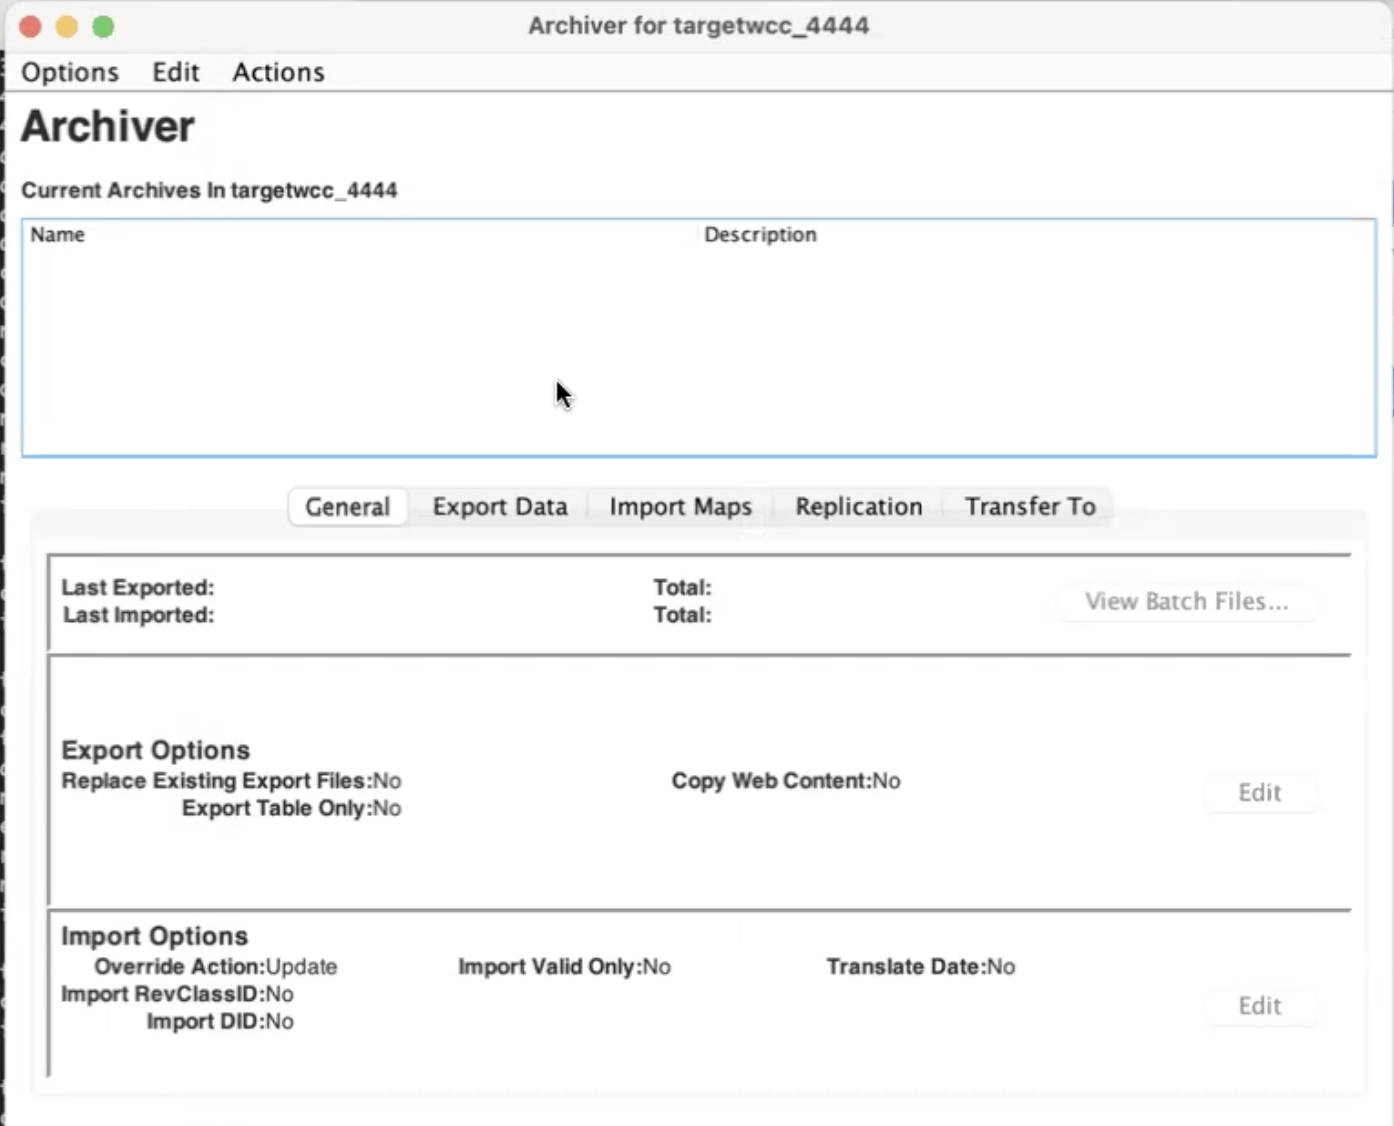 Archiver for targetwcc_4444
Options Edit Actions
Archiver
Current Archives In targetwcc_4444
Name Description
General Export Data Import Maps Replication Transfer To
Last Exported: Total:
View Batch Files...
Last Imported: Total:
Export Options
Replace Existing Export Files:No Copy Web Content:No
Edit
Export Table Only:No
Import Options
Override Action:Update Import Valid Only:No Translate Date:No
Import RevClassID:No
Edit
Import DID:No